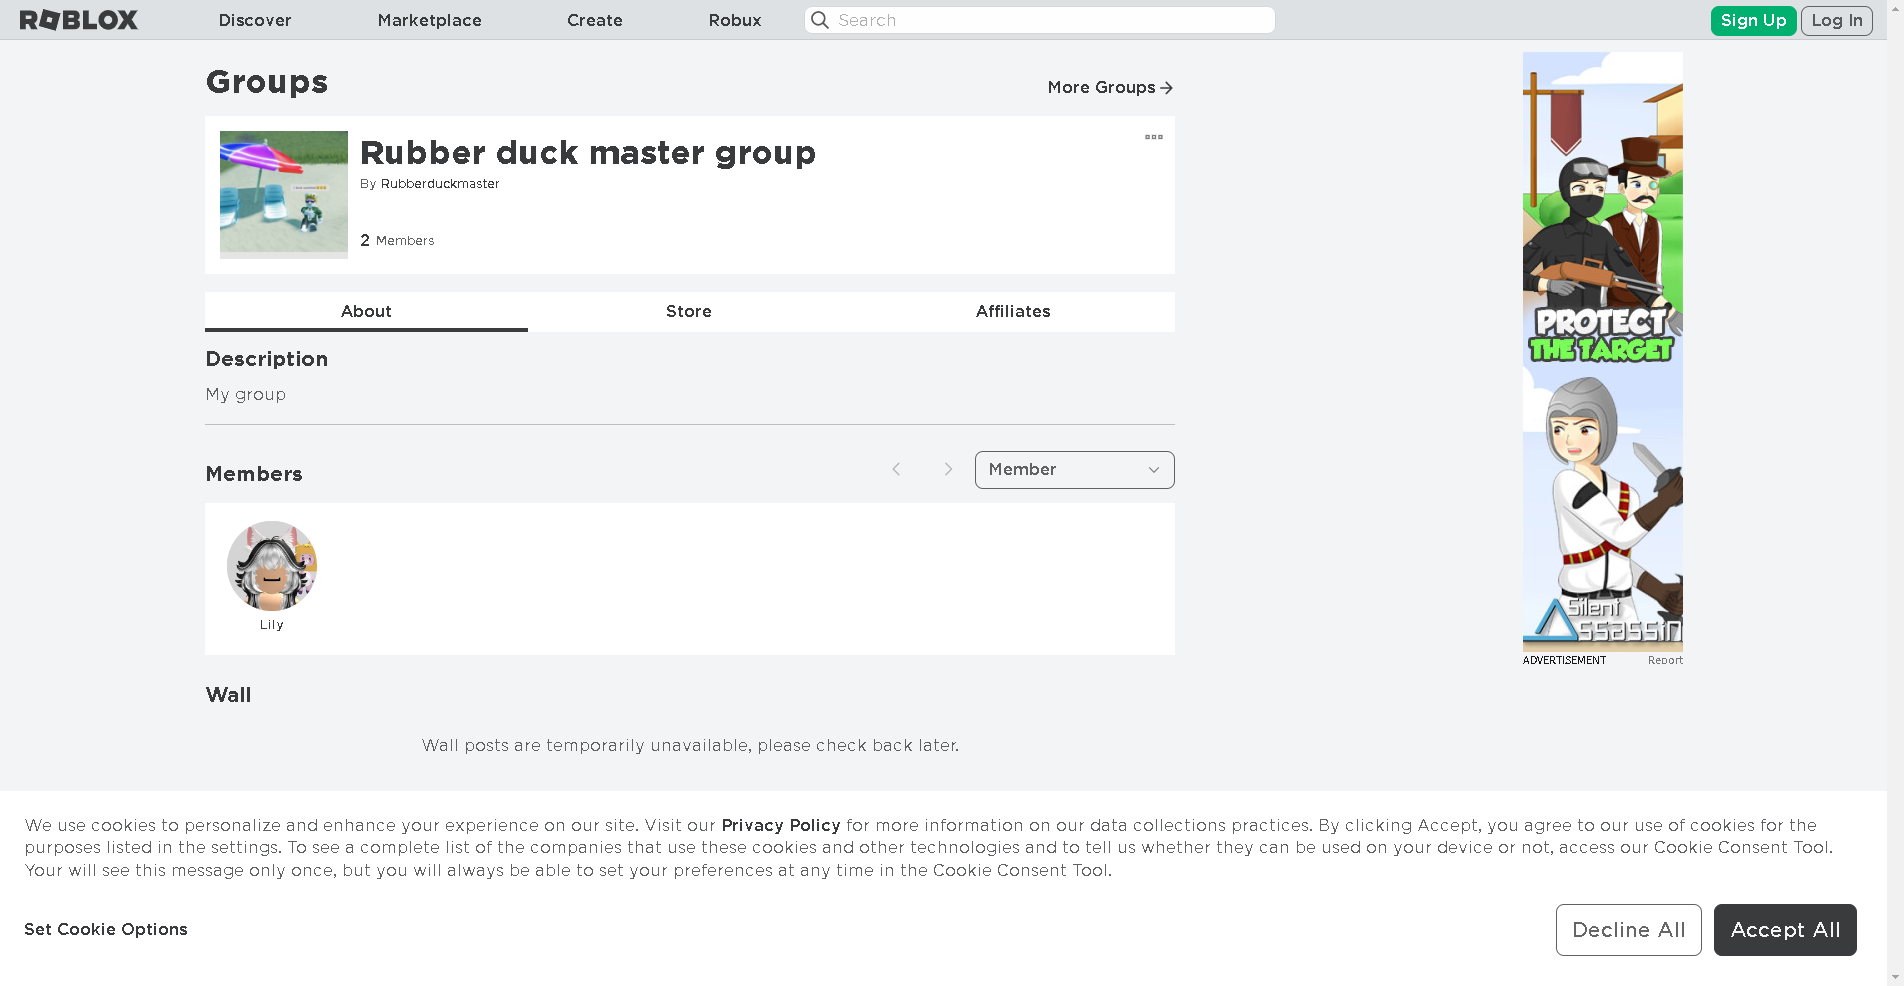 ROBLOX
Discover
Marketplace
Create
Robux
Search
Sign Up
Log In
Groups
More Groups
Rubber duck master group
By Rubberduckmaster
2 Members
About
Store
Affiliates
Description
My group
Members
Member
Lily
Wall
Wall posts are temporarily unavailable, please check back later.
PROTECT
THE TARGET
Silent
Assassin
ADVERTISEMENT
Report
We use cookies to personalize and enhance your experience on our site. Visit our Privacy Policy for more information on our data collections practices. By clicking Accept, you agree to our use of cookies for the
purposes listed in the settings. To see a complete list of the companies that use these cookies and other technologies and to tell us whether they can be used on your device or not, access our Cookie Consent Tool.
Your will see this message only once, but you will always be able to set your preferences at any time in the Cookie Consent Tool.
Set Cookie Options
Decline All
Accept All